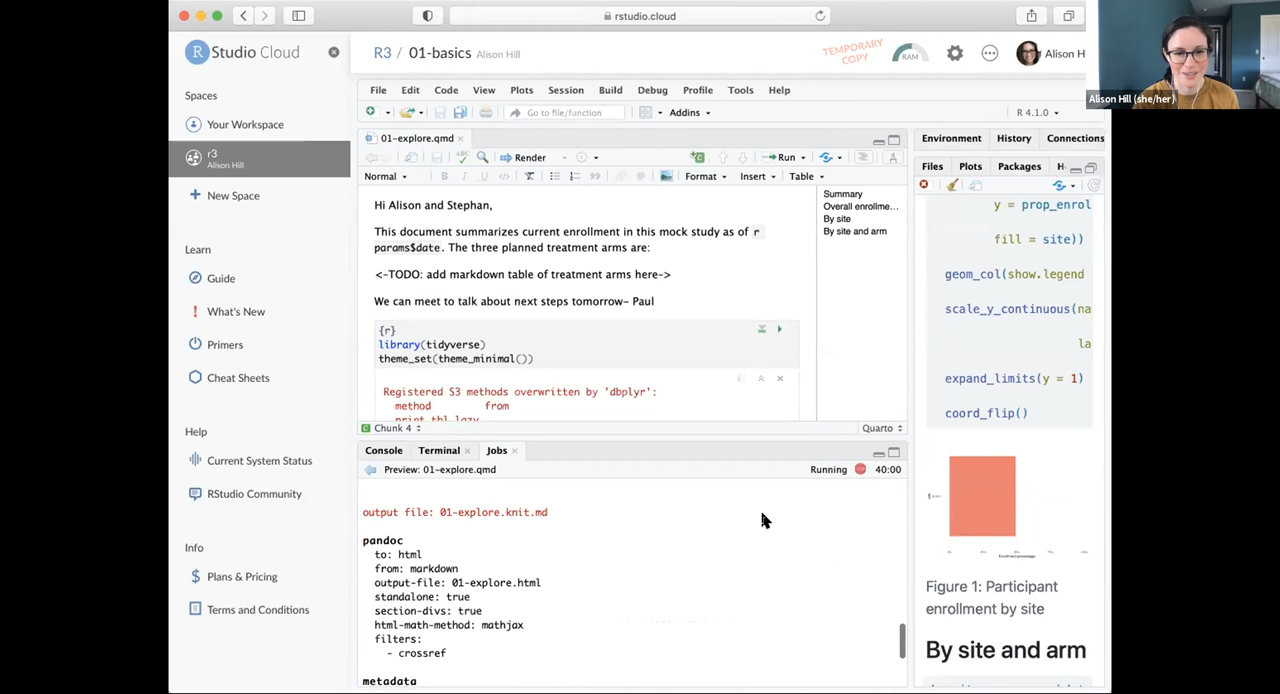 rstudio.cloud
R Studio Cloud
R3 / 01-basics Alison Hill
TEMPORARY COPY
RAM
Alison H
Alison Hill (she/her)
Spaces
Your Workspace
r3
Alison Hill
New Space
Learn
Guide
What's New
Primers
Cheat Sheets
Help
Current System Status
RStudio Community
Info
Plans & Pricing
Terms and Conditions
File Edit Code View Plots Session Build Debug Profile Tools Help
Go to file/function
Addins
R 4.1.0
01-explore.qmd
ABC
Render
Run
Normal B I U Format Insert Table
Hi Alison and Stephan,
This document summarizes current enrollment in this mock study as of r
params$date. The three planned treatment arms are:
<-TODO: add markdown table of treatment arms here->
We can meet to talk about next steps tomorrow- Paul
{r}
library(tidyverse)
theme_set(theme_minimal())
Registered S3 methods overwritten by 'dbplyr':
method from
print.tbl_lazy
Summary
Overall enrollme...
By site
By site and arm
Chunk 4
Quarto
Console Terminal Jobs
Preview: 01-explore.qmd
Running 40:00
output file: 01-explore.knit.md
pandoc
to: html
from: markdown
output-file: 01-explore.html
standalone: true
section-divs: true
html-math-method: mathjax
filters:
- crossref
metadata
Environment History Connections
Files Plots Packages H
y = prop_enrol
fill = site))
geom_col(show.legend
scale_y_continuous(na
la
expand_limits(y = 1)
coord_flip()
Enrollment percentage
Figure 1: Participant
enrollment by site
By site and arm